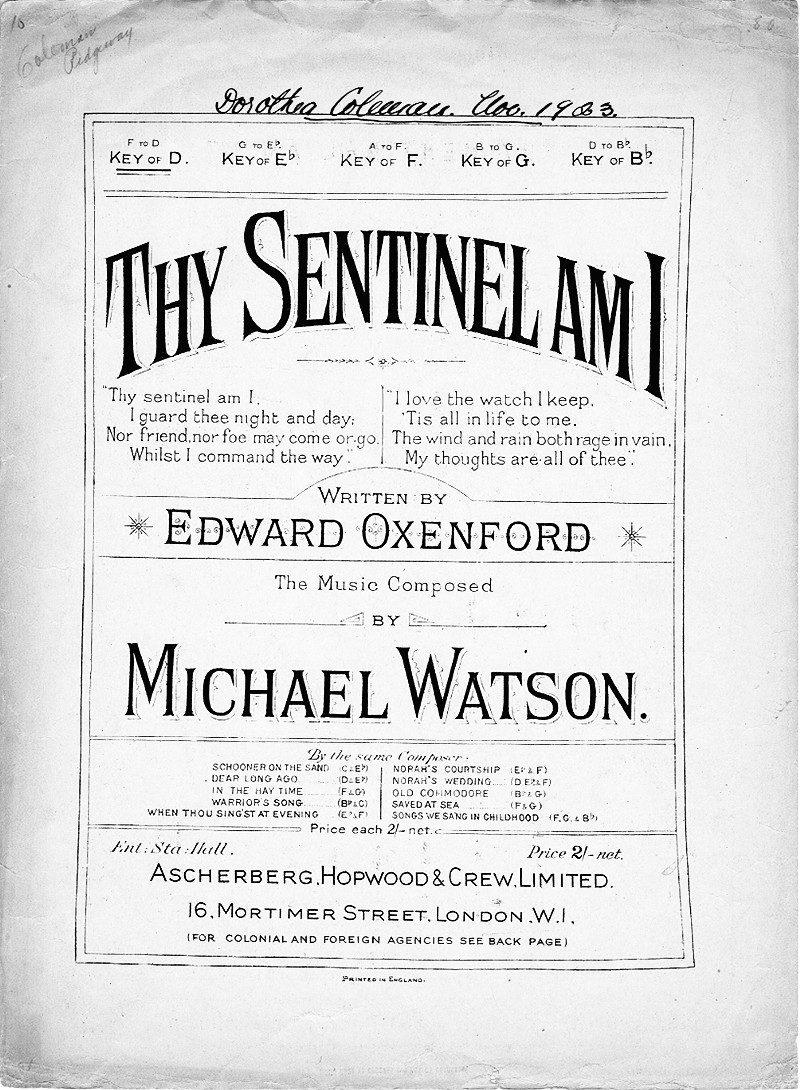 10
80
Coleman
Ridgway
Dorothea Coleman. Nov. 1923.
F TO D
G TO E♭.
A TO F.
B TO G.
D TO B♭.
KEY OF D.
KEY OF E♭
KEY OF F.
KEY OF G.
KEY OF B♭.
THY SENTINEL AM I
"Thy sentinel am I,
I guard thee night and day;
Nor friend, nor foe may come or go.
Whilst I command the way."
"I love the watch I keep,
'Tis all in life to me.
The wind and rain both rage in vain,
My thoughts are all of thee".
WRITTEN BY
EDWARD OXENFORD
The Music Composed
BY
MICHAEL WATSON.
By the same Composer.
SCHOONER ON THE SAND (C & E♭)
DEAR LONG AGO (D & E♭)
IN THE HAY TIME (F & G)
WARRIOR'S SONG (B♭ & C)
WHEN THOU SING'ST AT EVENING (E♭ & F)
NORAH'S COURTSHIP (E♭ & F)
NORAH'S WEDDING (D E♭ & F)
OLD COMMODORE (B♭ & G)
SAVED AT SEA (F & G)
SONGS WE SANG IN CHILDHOOD (F. G. & B♭)
Price each 2/- net.
Ent: Sta: Hall.
Price 2/- net.
ASCHERBERG, HOPWOOD & CREW, LIMITED.
16, MORTIMER STREET, LONDON, W.1.
(FOR COLONIAL AND FOREIGN AGENCIES SEE BACK PAGE)
PRINTED IN ENGLAND.